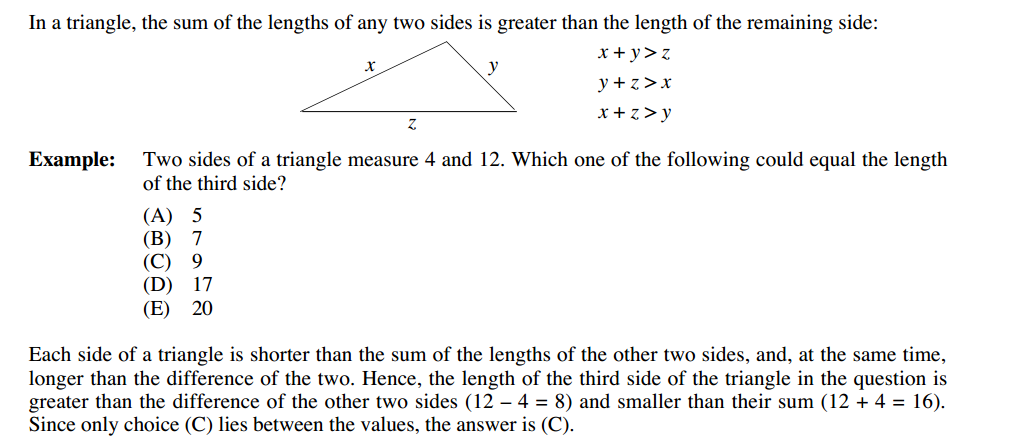 In a triangle, the sum of the lengths of any two sides is greater than the length of the remaining side:
x + y > z
x
y
y + z > x
x + z > y
z
Example: Two sides of a triangle measure 4 and 12. Which one of the following could equal the length
of the third side?
(A) 5
(B) 7
(C) 9
(D) 17
(E) 20
Each side of a triangle is shorter than the sum of the lengths of the other two sides, and, at the same time,
longer than the difference of the two. Hence, the length of the third side of the triangle in the question is
greater than the difference of the other two sides (12 – 4 = 8) and smaller than their sum (12 + 4 = 16).
Since only choice (C) lies between the values, the answer is (C).